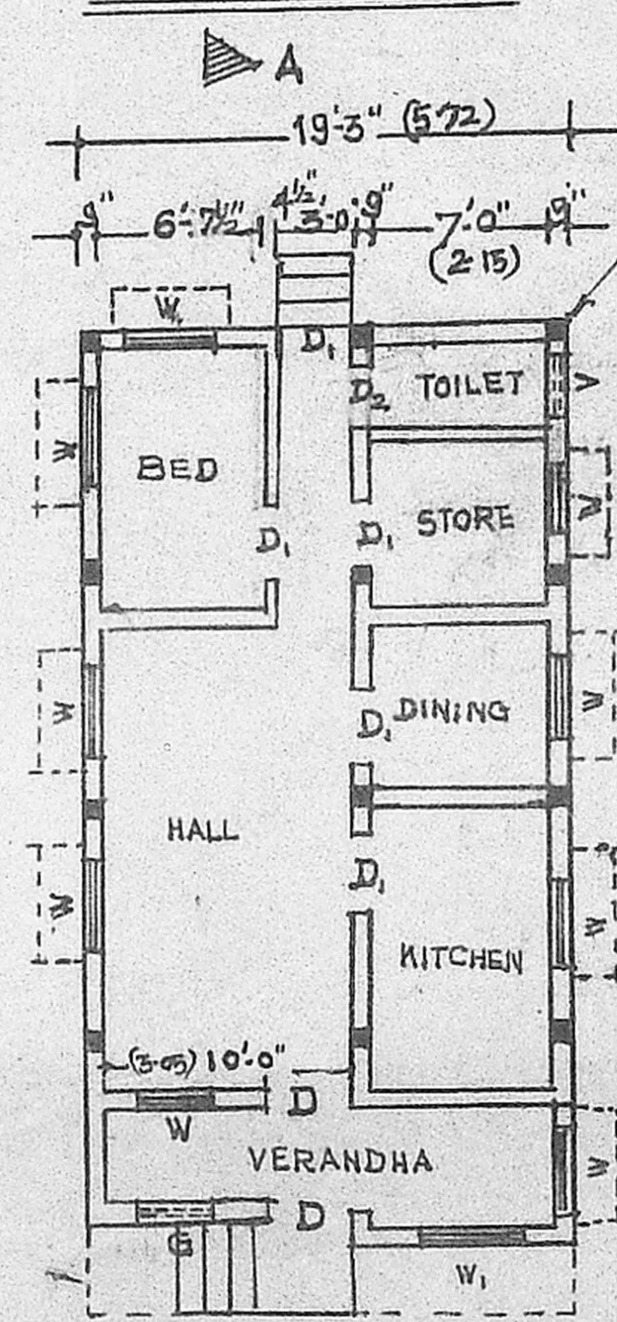 A
19'-3" (5.72)
9" 6'-7½" 4½" 3'-0" 9" 7'-0" 9"
(2.15)
W₁
D₁
D₂ TOILET V
W BED
D₁ D₁ STORE W
W D₁ DINING W
HALL
W D₁ KITCHEN W
(3.05) 10'-0"
W D
VERANDHA W
G D
W₁